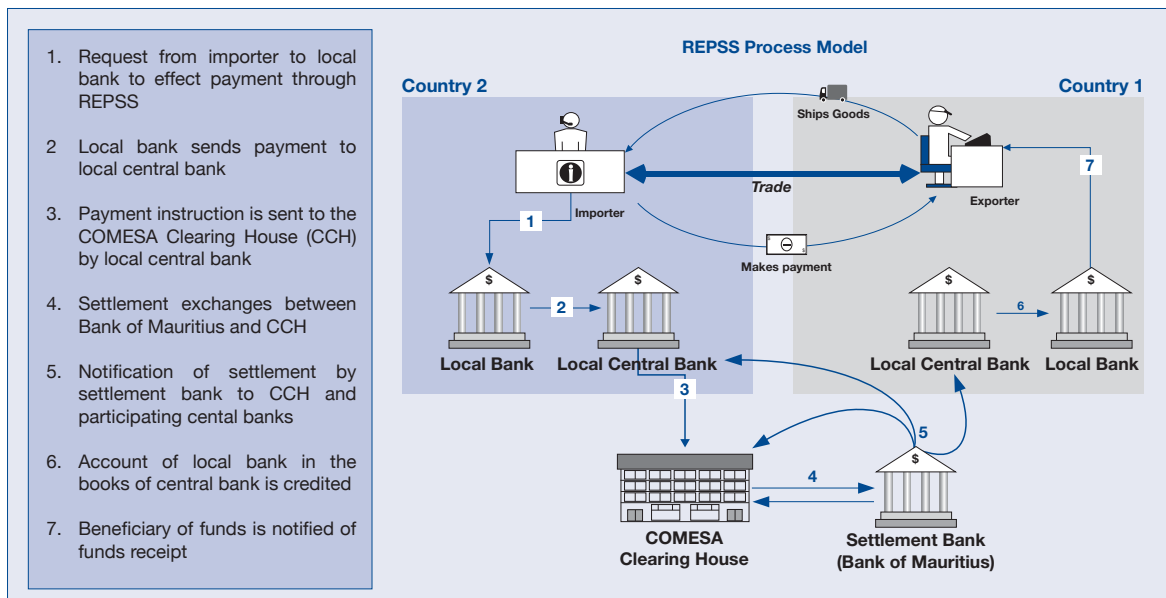 1. Request from importer to local
bank to effect payment through
REPSS
2 Local bank sends payment to
local central bank
3. Payment instruction is sent to the
COMESA Clearing House (CCH)
by local central bank
4. Settlement exchanges between
Bank of Mauritius and CCH
5. Notification of settlement by
settlement bank to CCH and
participating cental banks
6. Account of local bank in the
books of central bank is credited
7. Beneficiary of funds is notified of
funds receipt
REPSS Process Model
Country 2
Country 1
Ships Goods
Trade
Importer
Exporter
1
7
Makes payment
$
$
$
$
2
6
Local Bank
Local Central Bank
Local Central Bank
Local Bank
3
5
$
4
COMESA
Clearing House
Settlement Bank
(Bank of Mauritius)